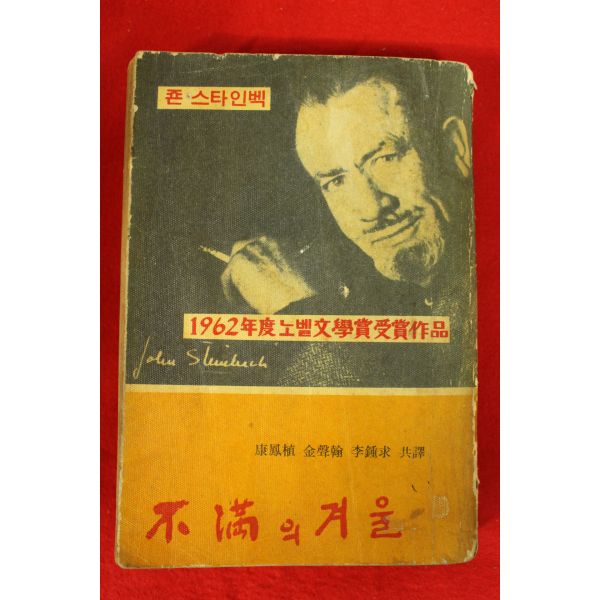 죤·스타인벡
1962年度노벨文學賞受賞作品
John Steinbeck
康鳳植 金聲翰 李鍾求 共譯
不滿의겨울